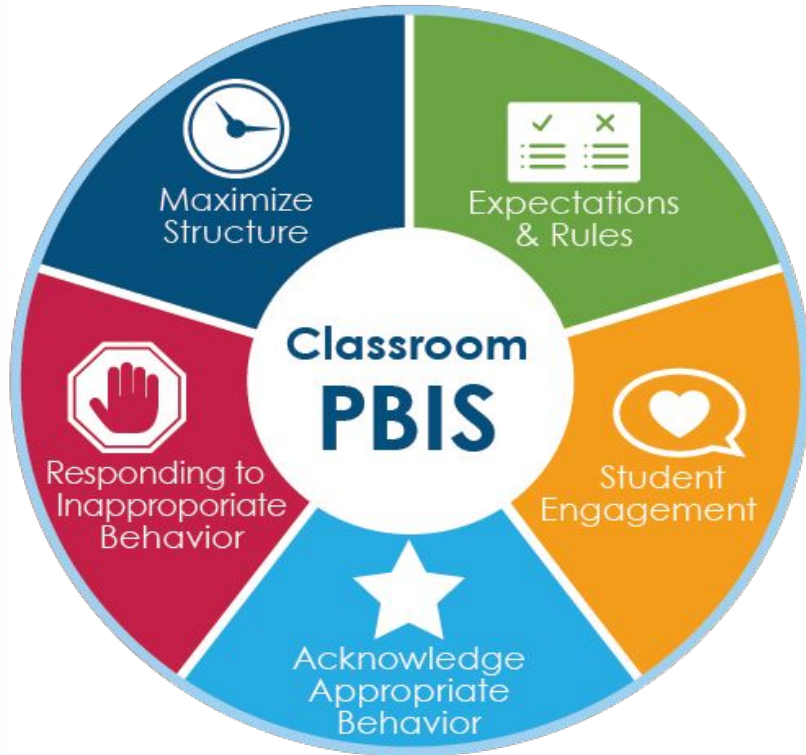 Maximize
Structure
Expectations
& Rules
Classroom
PBIS
Responding to
Inapproporiate
Behavior
Student
Engagement
Acknowledge
Appropriate
Behavior